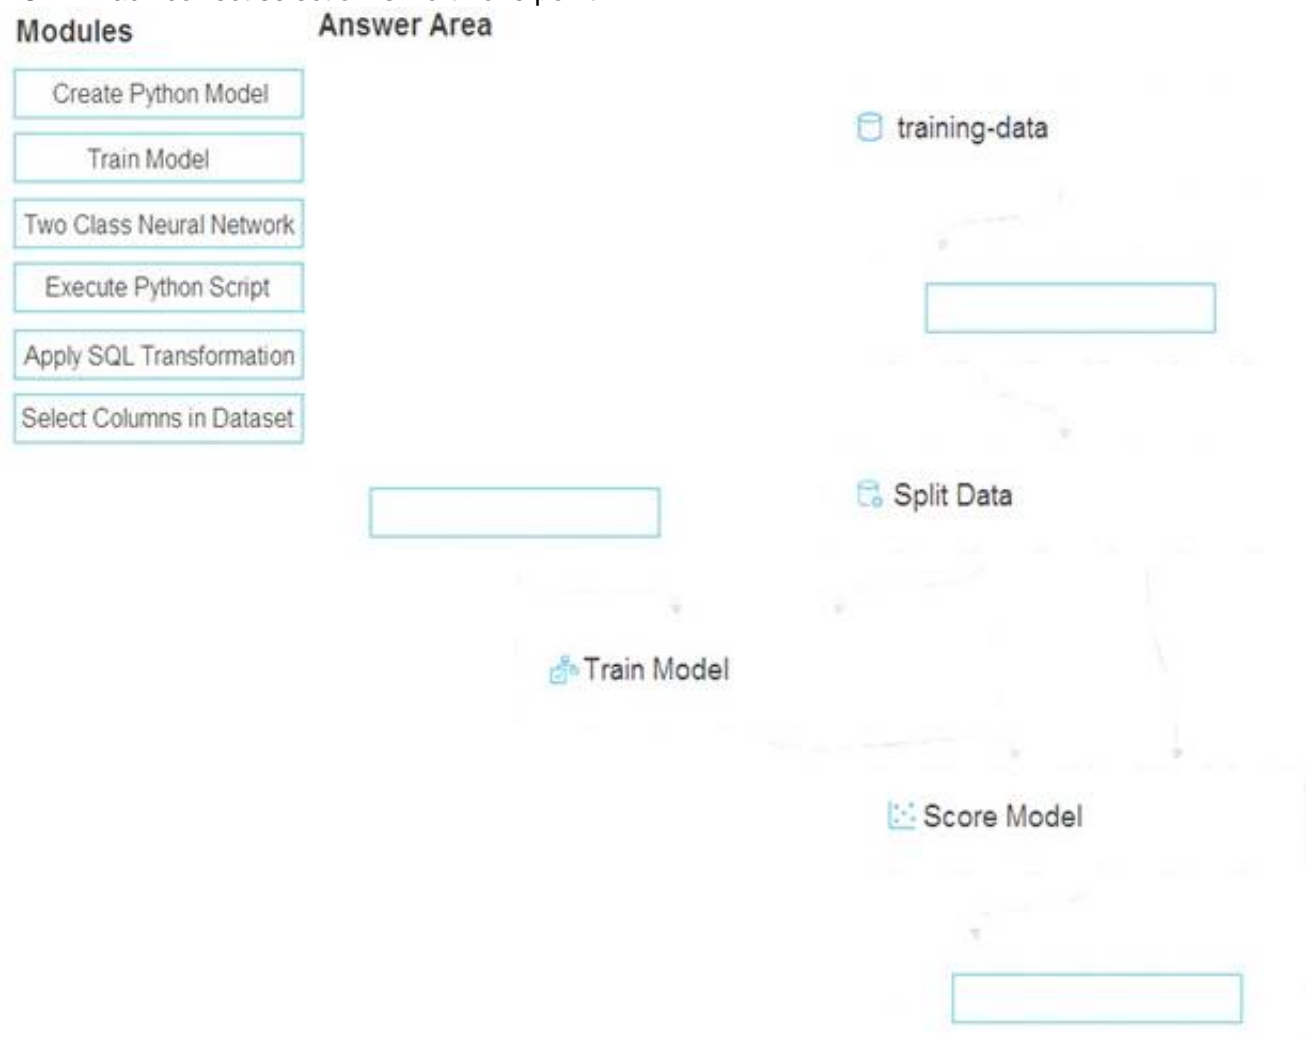 Modules
Answer Area
Create Python Model
Train Model
Two Class Neural Network
Execute Python Script
Apply SQL Transformation
Select Columns in Dataset
training-data
Split Data
Train Model
Score Model